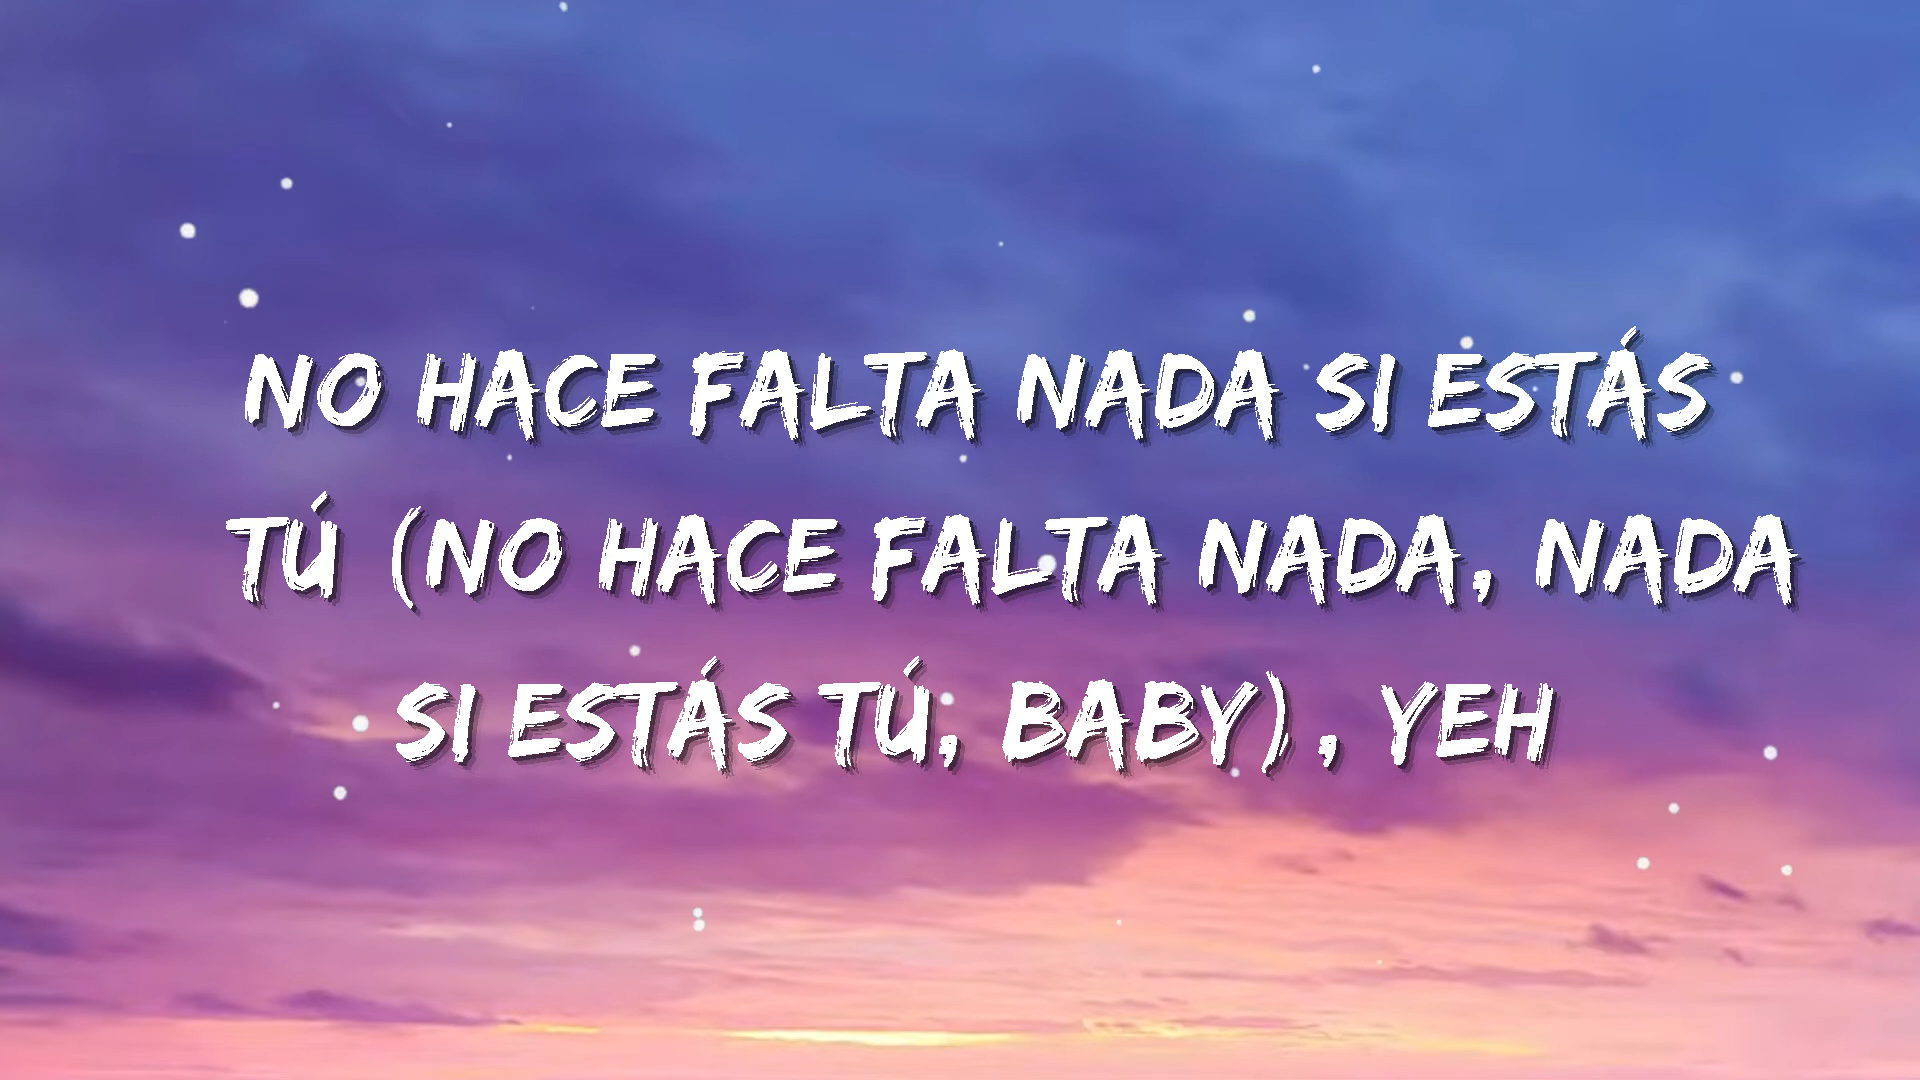 NO HACE FALTA NADA SI ESTÁS
TÚ (NO HACE FALTA NADA, NADA
SI ESTÁS TÚ, BABY), YEH